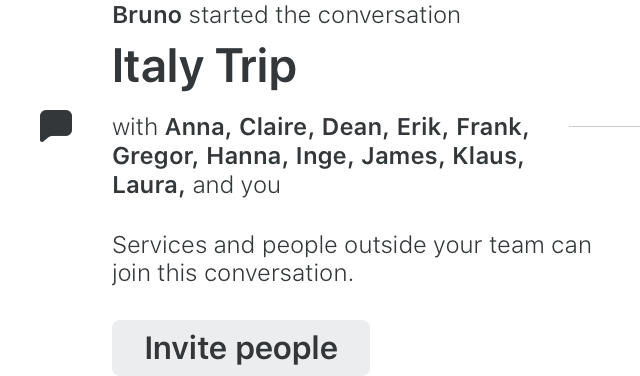 Bruno started the conversation
Italy Trip
with Anna, Claire, Dean, Erik, Frank,
Gregor, Hanna, Inge, James, Klaus,
Laura, and you
Services and people outside your team can
join this conversation.
Invite people